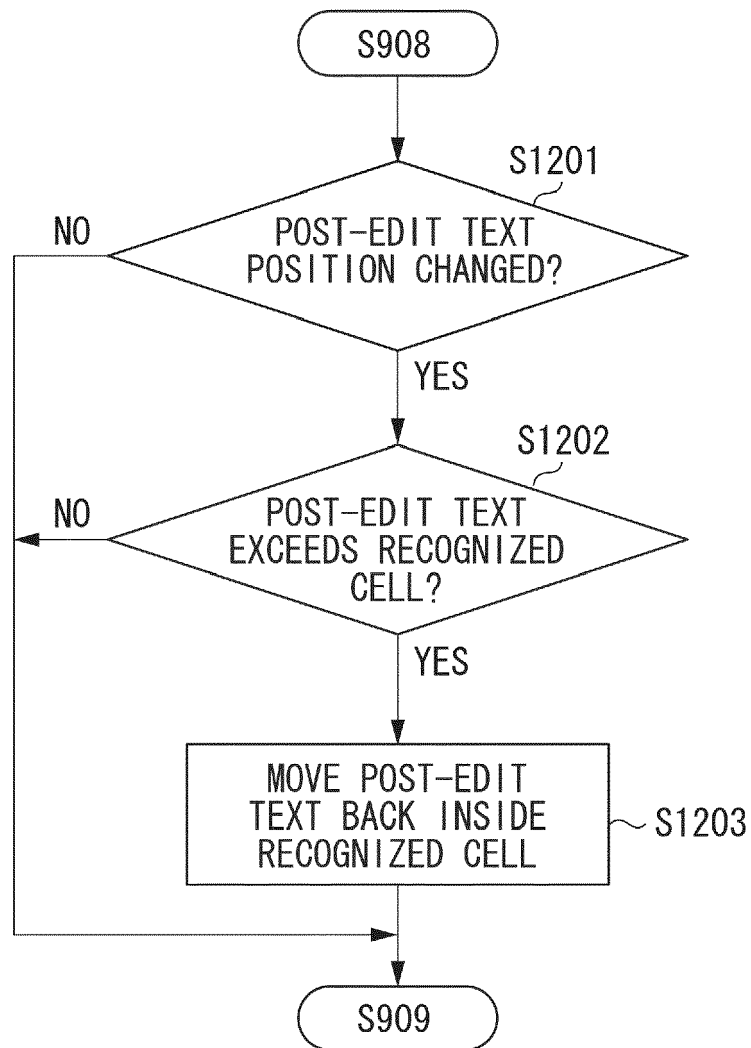 S908
S1201
POST-EDIT TEXT
POSITION CHANGED?
NO
YES
S1202
POST-EDIT TEXT
EXCEEDS RECOGNIZED
CELL?
NO
YES
MOVE POST-EDIT
TEXT BACK INSIDE
RECOGNIZED CELL
S1203
S909